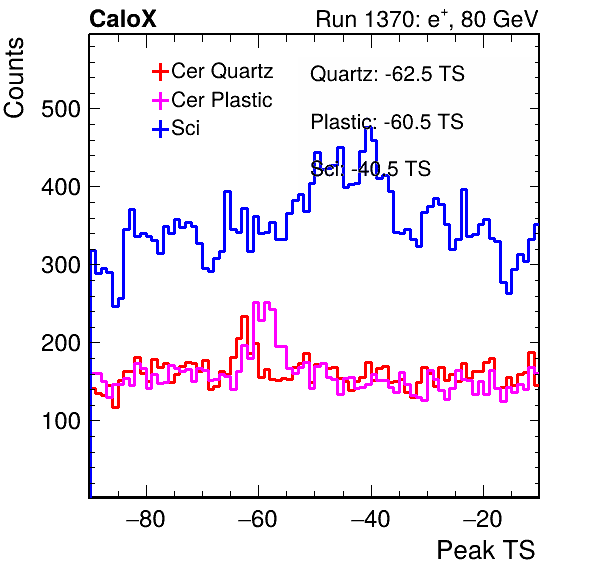 CaloX Run 1370: e⁺, 80 GeV
Counts
Cer Quartz
Cer Plastic
Sci
Quartz: -62.5 TS
Plastic: -60.5 TS
Sci: -40.5 TS
500
400
300
200
100
−80 −60 −40 −20
Peak TS